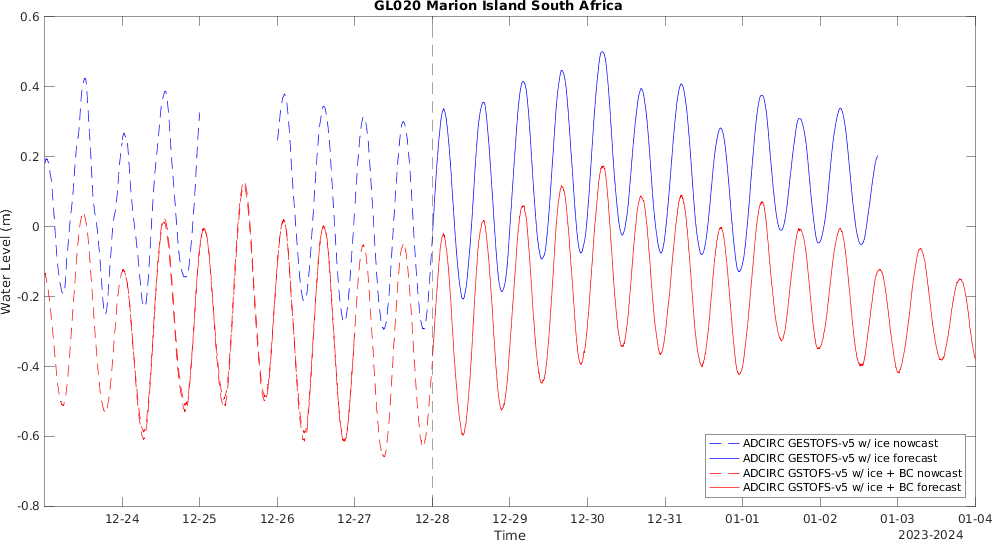 GL020 Marion Island South Africa
Water Level (m)
0.6
0.4
0.2
0
-0.2
-0.4
-0.6
-0.8
ADCIRC GESTOFS-v5 w/ ice nowcast
ADCIRC GESTOFS-v5 w/ ice forecast
ADCIRC GSTOFS-v5 w/ ice + BC nowcast
ADCIRC GSTOFS-v5 w/ ice + BC forecast
12-24 12-25 12-26 12-27 12-28 12-29 12-30 12-31 01-01 01-02 01-03 01-04
Time
2023-2024